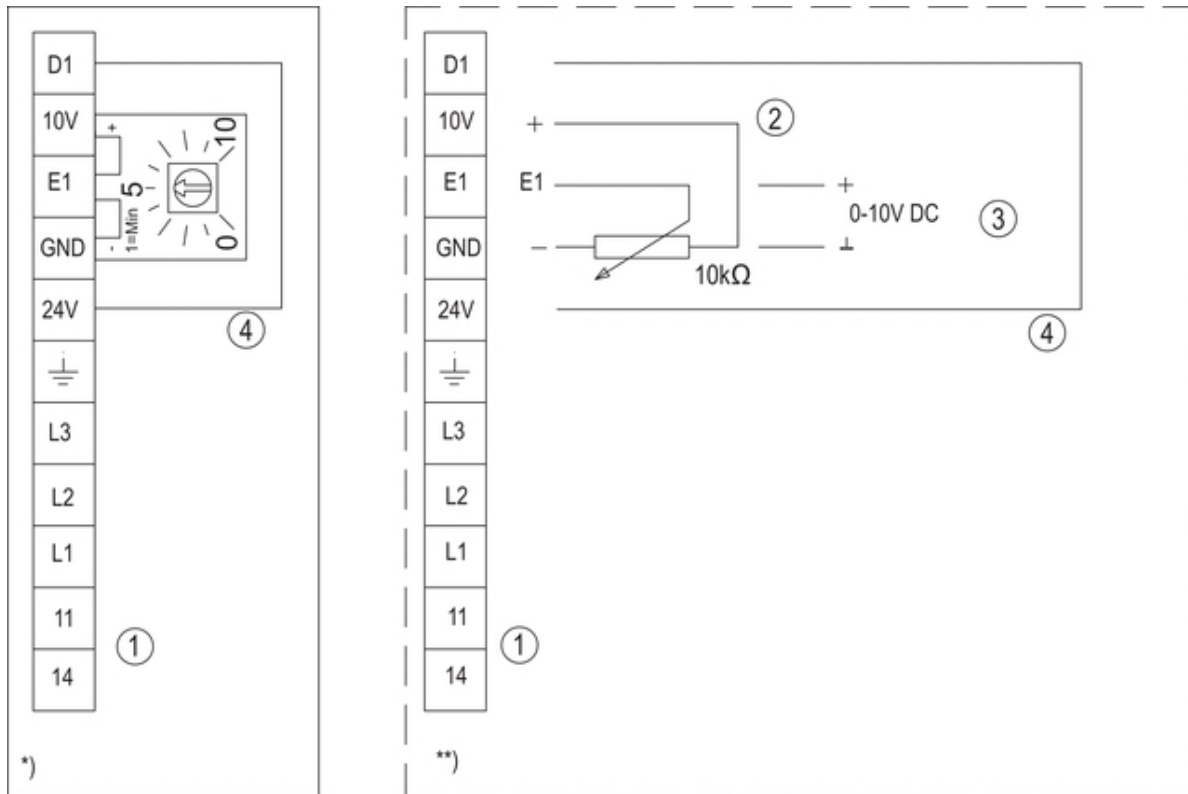 D1
10V
E1
GND
24V
L3
L2
L1
11
14
+
-
10
5
0
1=Min
4
1
*)
D1
10V
E1
GND
24V
L3
L2
L1
11
14
+
E1
−
10kΩ
2
+
0-10V DC
3
4
1
**)